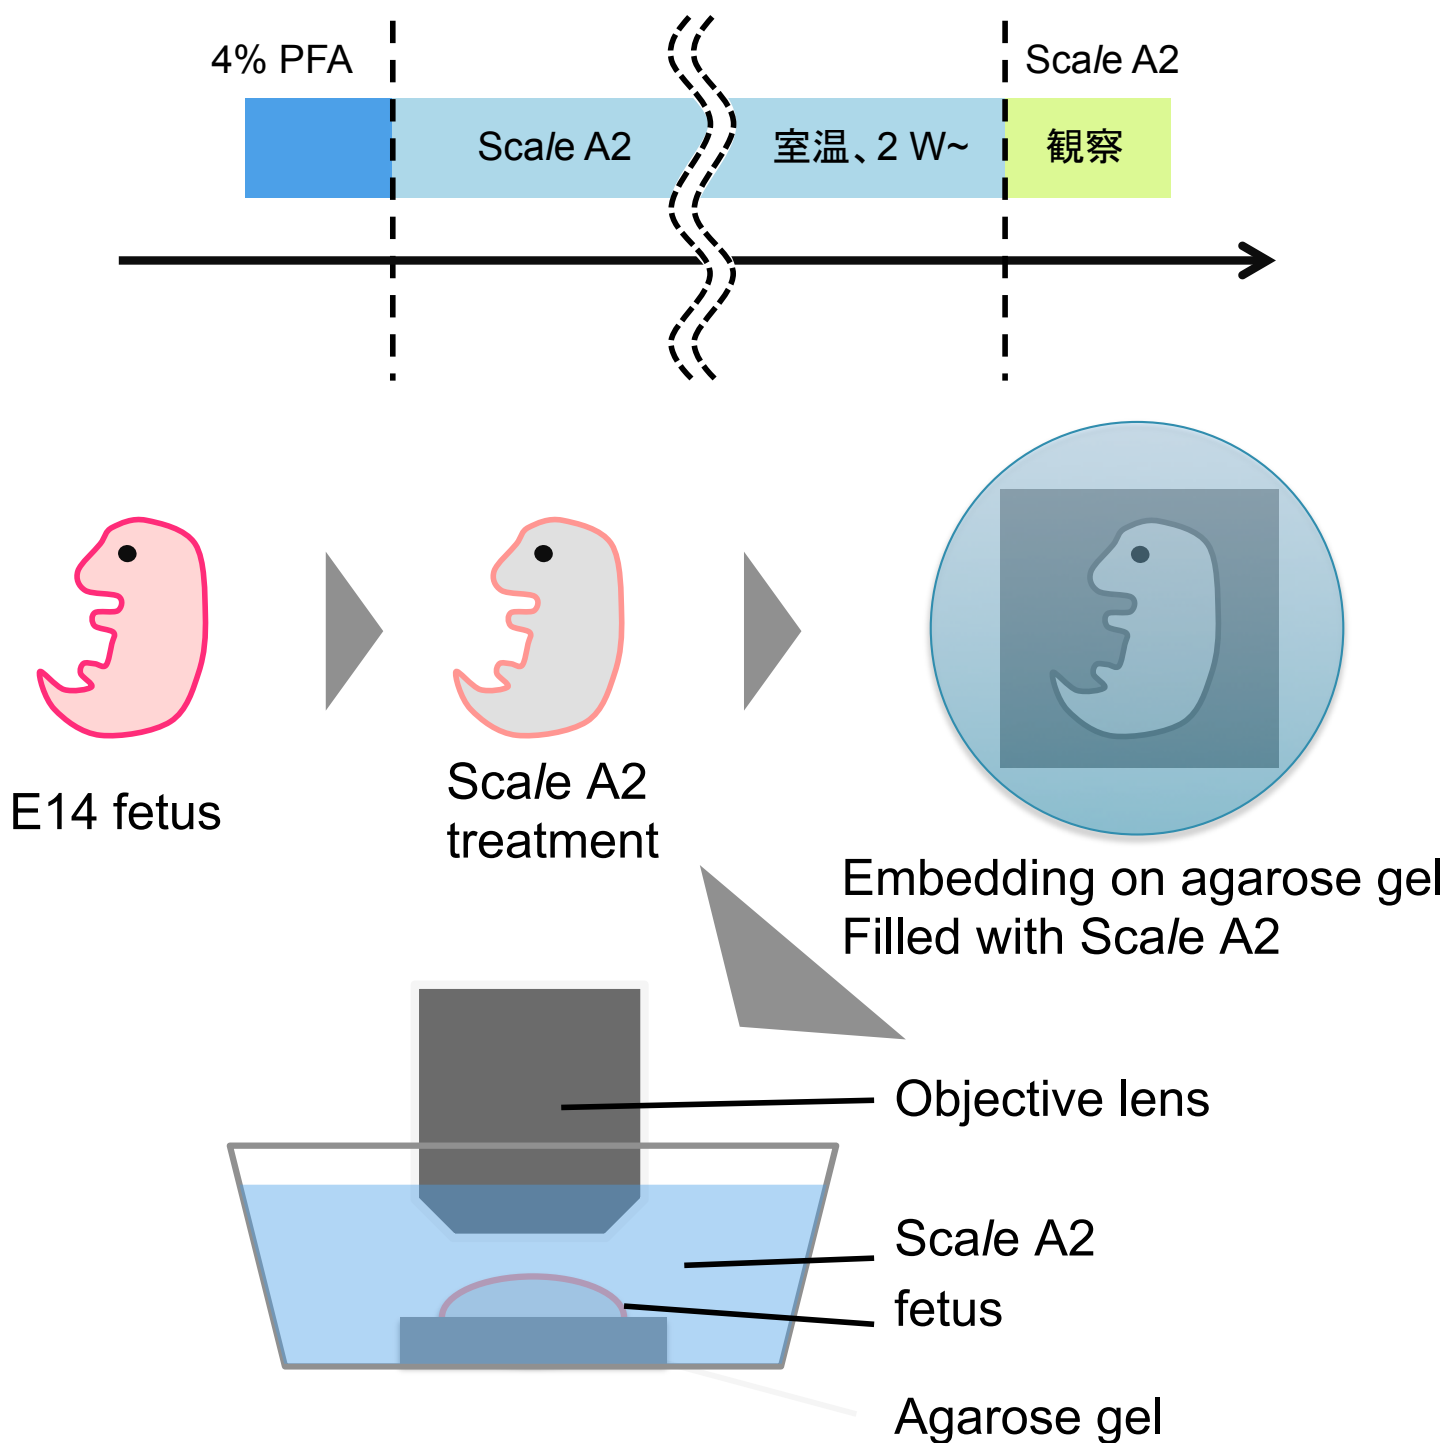 4% PFA
Scale A2
Scale A2
室温、2 W~
観察
E14 fetus
Scale A2
treatment
Embedding on agarose gel
Filled with Scale A2
Objective lens
Scale A2
fetus
Agarose gel